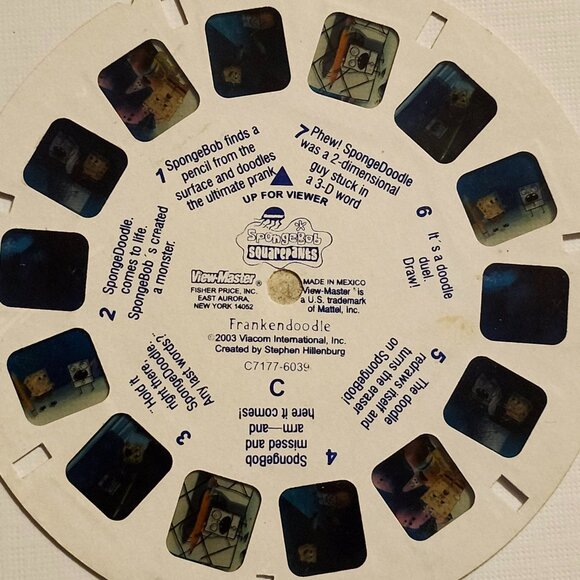 1 SpongeBob finds a
pencil from the
surface and doodles
the ultimate prank
7 Phew! SpongeDoodle
was a 2-dimensional
guy stuck in
a 3-D word
UP FOR VIEWER
SpongeBob
SQUAREPANTS
View-Master®
FISHER PRICE, INC.
EAST AURORA,
NEW YORK 14052
MADE IN MEXICO
View-Master® is
a U.S. trademark
of Mattel, Inc.
Frankendoodle
©2003 Viacom International, Inc.
Created by Stephen Hillenburg
C7177-6039
C
2 SpongeDoodle.
comes to life.
SpongeBob´s created
a monster.
3 "Hold it
right there
SpongeDoodle.
Any last words?"
4 SpongeBob
missed and
arm—and
here it comes!
5 The doodle
redraws itself and
turns the eraser
on SpongeBob!
6 It´s a doodle
duel.
Draw!